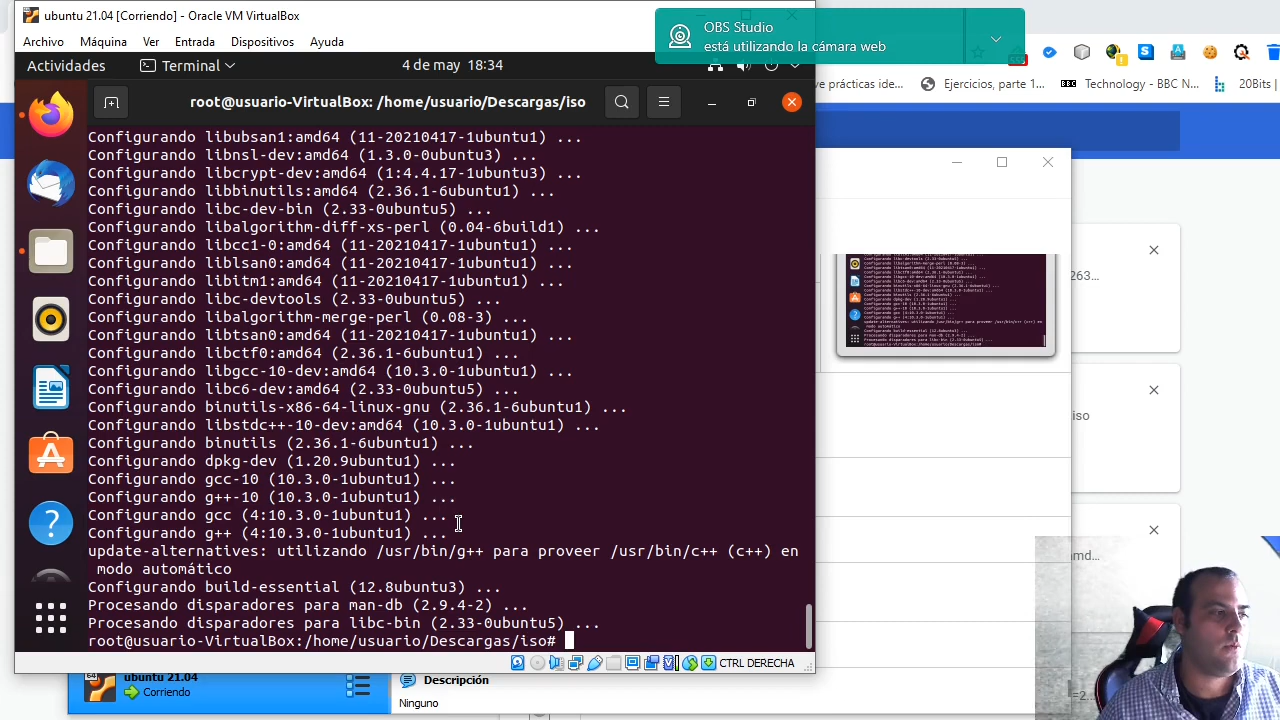 ubuntu 21.04 [Corriendo] - Oracle VM VirtualBox
Archivo Máquina Ver Entrada Dispositivos Ayuda
OBS Studio
está utilizando la cámara web
Actividades Terminal 4 de may 18:34
root@usuario-VirtualBox: /home/usuario/Descargas/iso
ve prácticas ide... Ejercicios, parte 1... BBC Technology - BBC N... 20Bits |
Configurando libubsan1:amd64 (11-20210417-1ubuntu1) ...
Configurando libnsl-dev:amd64 (1.3.0-0ubuntu3) ...
Configurando libcrypt-dev:amd64 (1:4.4.17-1ubuntu3) ...
Configurando libbinutils:amd64 (2.36.1-6ubuntu1) ...
Configurando libc-dev-bin (2.33-0ubuntu5) ...
Configurando libalgorithm-diff-xs-perl (0.04-6build1) ...
Configurando libcc1-0:amd64 (11-20210417-1ubuntu1) ...
Configurando liblsan0:amd64 (11-20210417-1ubuntu1) ...
Configurando libitm1:amd64 (11-20210417-1ubuntu1) ...
Configurando libc-devtools (2.33-0ubuntu5) ...
Configurando libalgorithm-merge-perl (0.08-3) ...
Configurando libtsan0:amd64 (11-20210417-1ubuntu1) ...
Configurando libctf0:amd64 (2.36.1-6ubuntu1) ...
Configurando libgcc-10-dev:amd64 (10.3.0-1ubuntu1) ...
Configurando libc6-dev:amd64 (2.33-0ubuntu5) ...
Configurando binutils-x86-64-linux-gnu (2.36.1-6ubuntu1) ...
Configurando libstdc++-10-dev:amd64 (10.3.0-1ubuntu1) ...
Configurando binutils (2.36.1-6ubuntu1) ...
Configurando dpkg-dev (1.20.9ubuntu1) ...
Configurando gcc-10 (10.3.0-1ubuntu1) ...
Configurando g++-10 (10.3.0-1ubuntu1) ...
Configurando gcc (4:10.3.0-1ubuntu1) ...
Configurando g++ (4:10.3.0-1ubuntu1) ...
update-alternatives: utilizando /usr/bin/g++ para proveer /usr/bin/c++ (c++) en
modo automático
Configurando build-essential (12.8ubuntu3) ...
Procesando disparadores para man-db (2.9.4-2) ...
Procesando disparadores para libc-bin (2.33-0ubuntu5) ...
root@usuario-VirtualBox:/home/usuario/Descargas/iso#
CTRL DERECHA
ubuntu 21.04
Corriendo
Descripción
Ninguno
263...
iso
md...
=2...